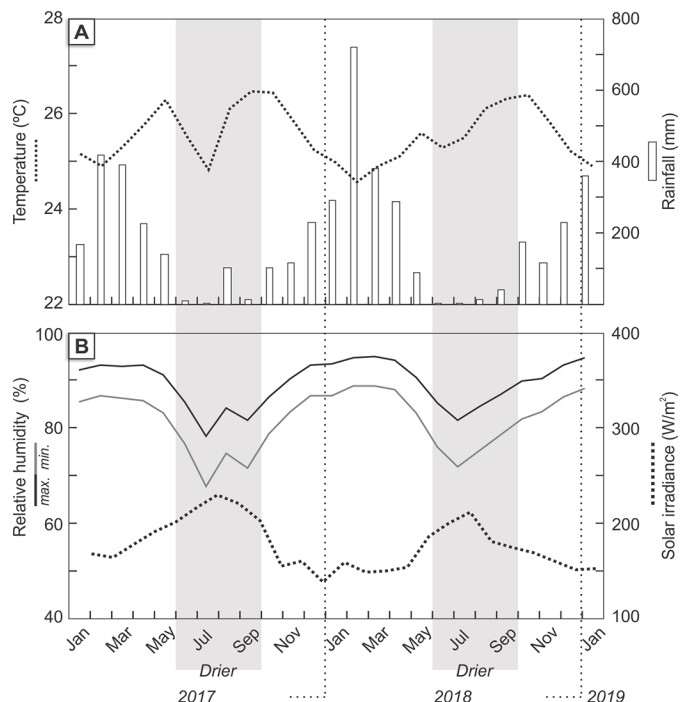 A
28
26
24
22
Temperature (ºC)
800
600
400
200
Rainfall (mm)
B
100
80
60
40
Relative humidity (%)
max. min.
400
300
200
100
Solar irradiance (W/m²)
Jan Mar May Jul Sep Nov Jan Mar May Jul Sep Nov Jan
Drier Drier
2017 2018 2019